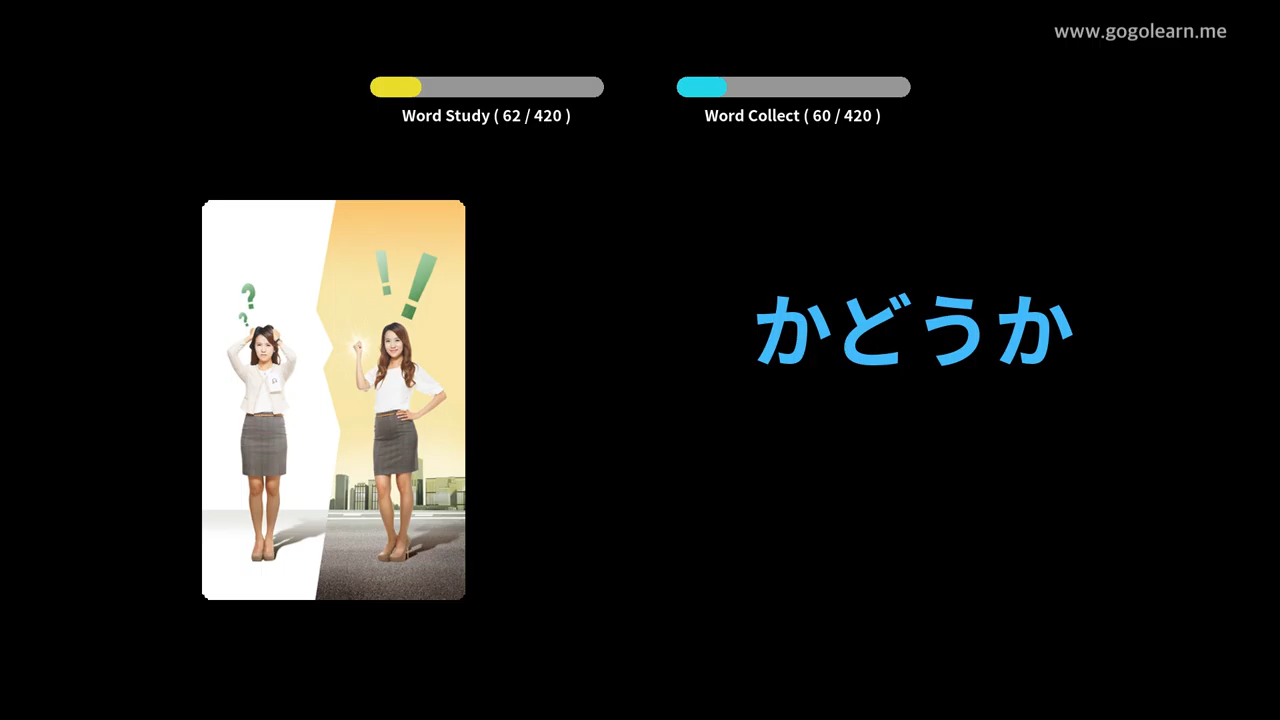 www.gogolearn.me
Word Study ( 62 / 420 )
Word Collect ( 60 / 420 )
? ?
! !
かどうか